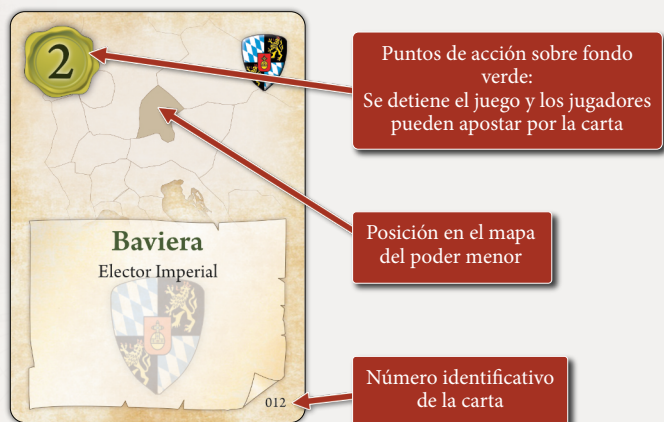 2
Puntos de acción sobre fondo
verde:
Se detiene el juego y los jugadores
pueden apostar por la carta
Posición en el mapa
del poder menor
Baviera
Elector Imperial
012
Número identificativo
de la carta